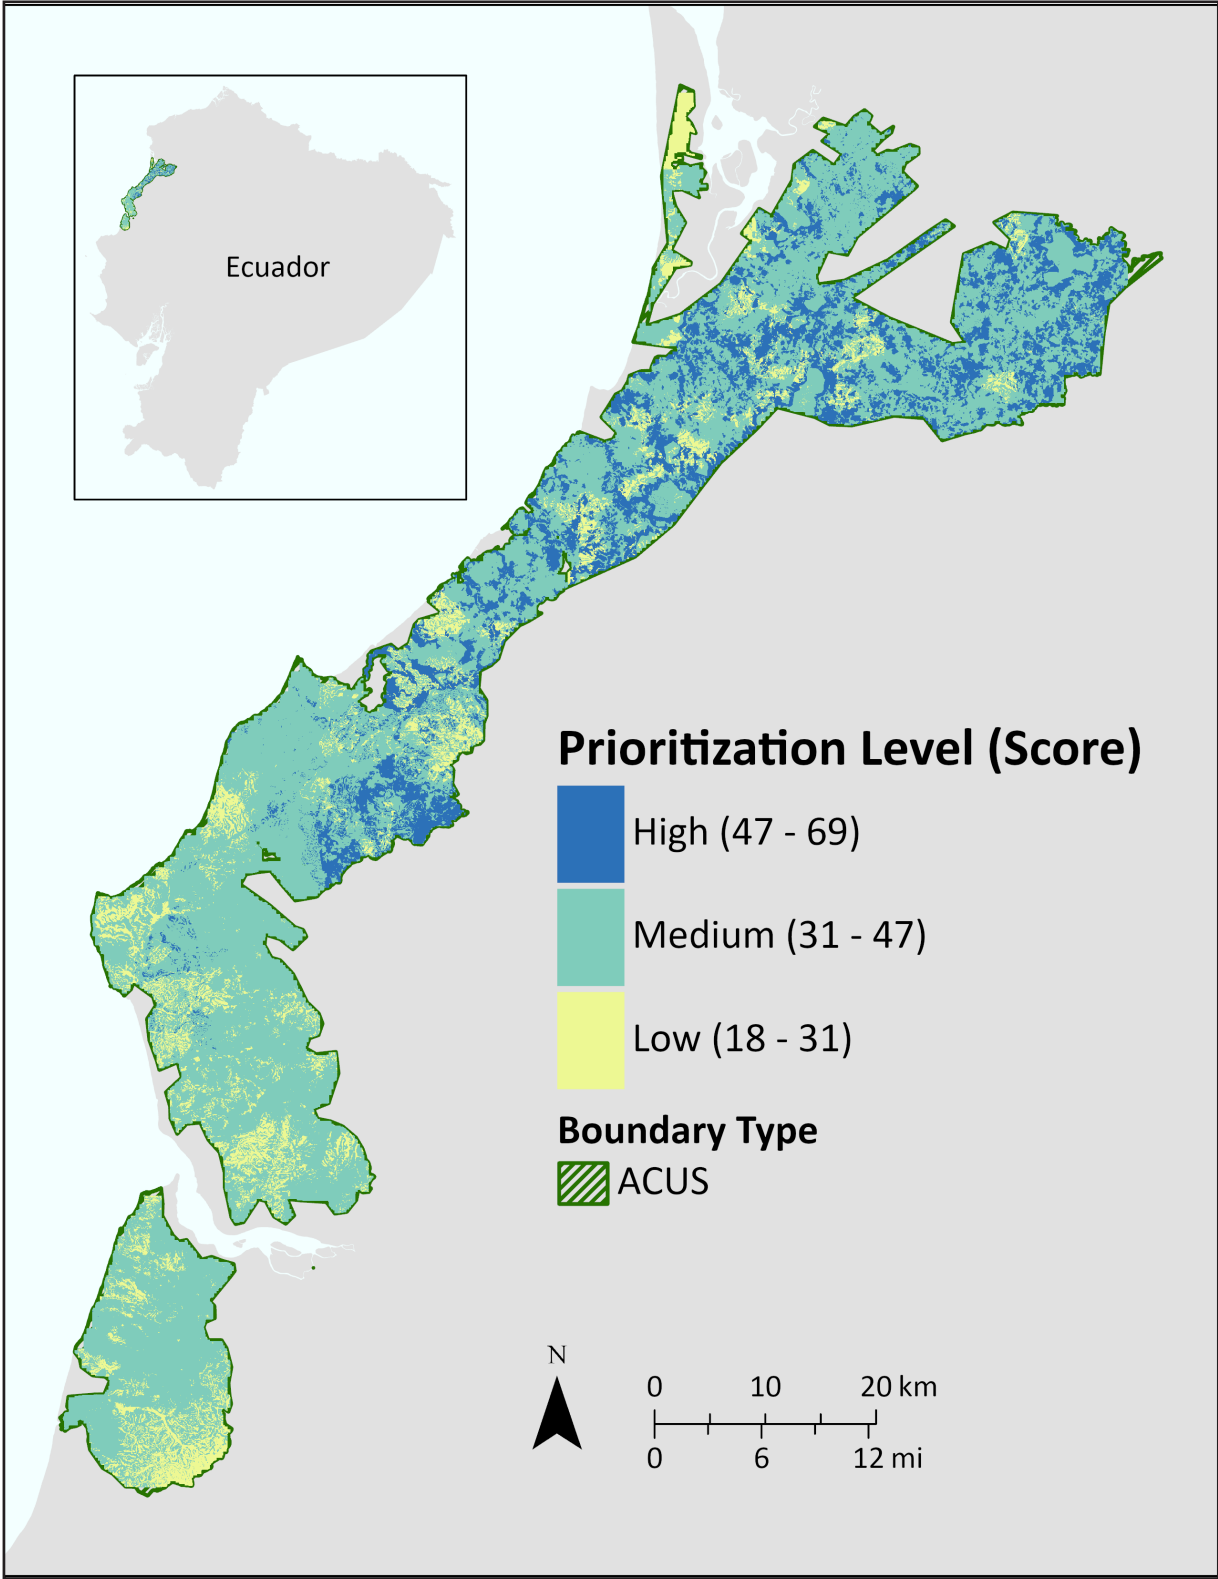 Ecuador
Prioritization Level (Score)
High (47 - 69)
Medium (31 - 47)
Low (18 - 31)
Boundary Type
ACUS
N
0 10 20 km
0 6 12 mi